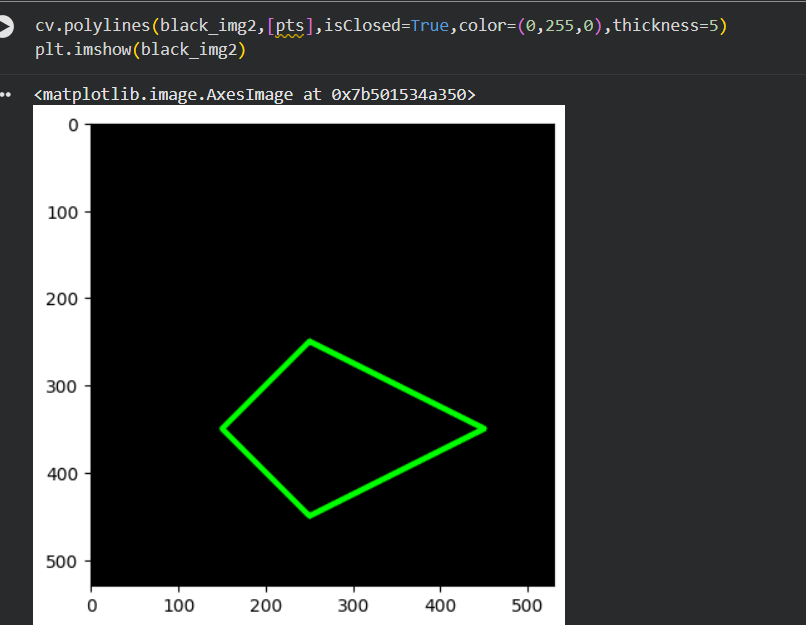 cv.polylines(black_img2,[pts],isClosed=True,color=(0,255,0),thickness=5)
plt.imshow(black_img2)
<matplotlib.image.AxesImage at 0x7b501534a350>
0
100
200
300
400
500
0 100 200 300 400 500